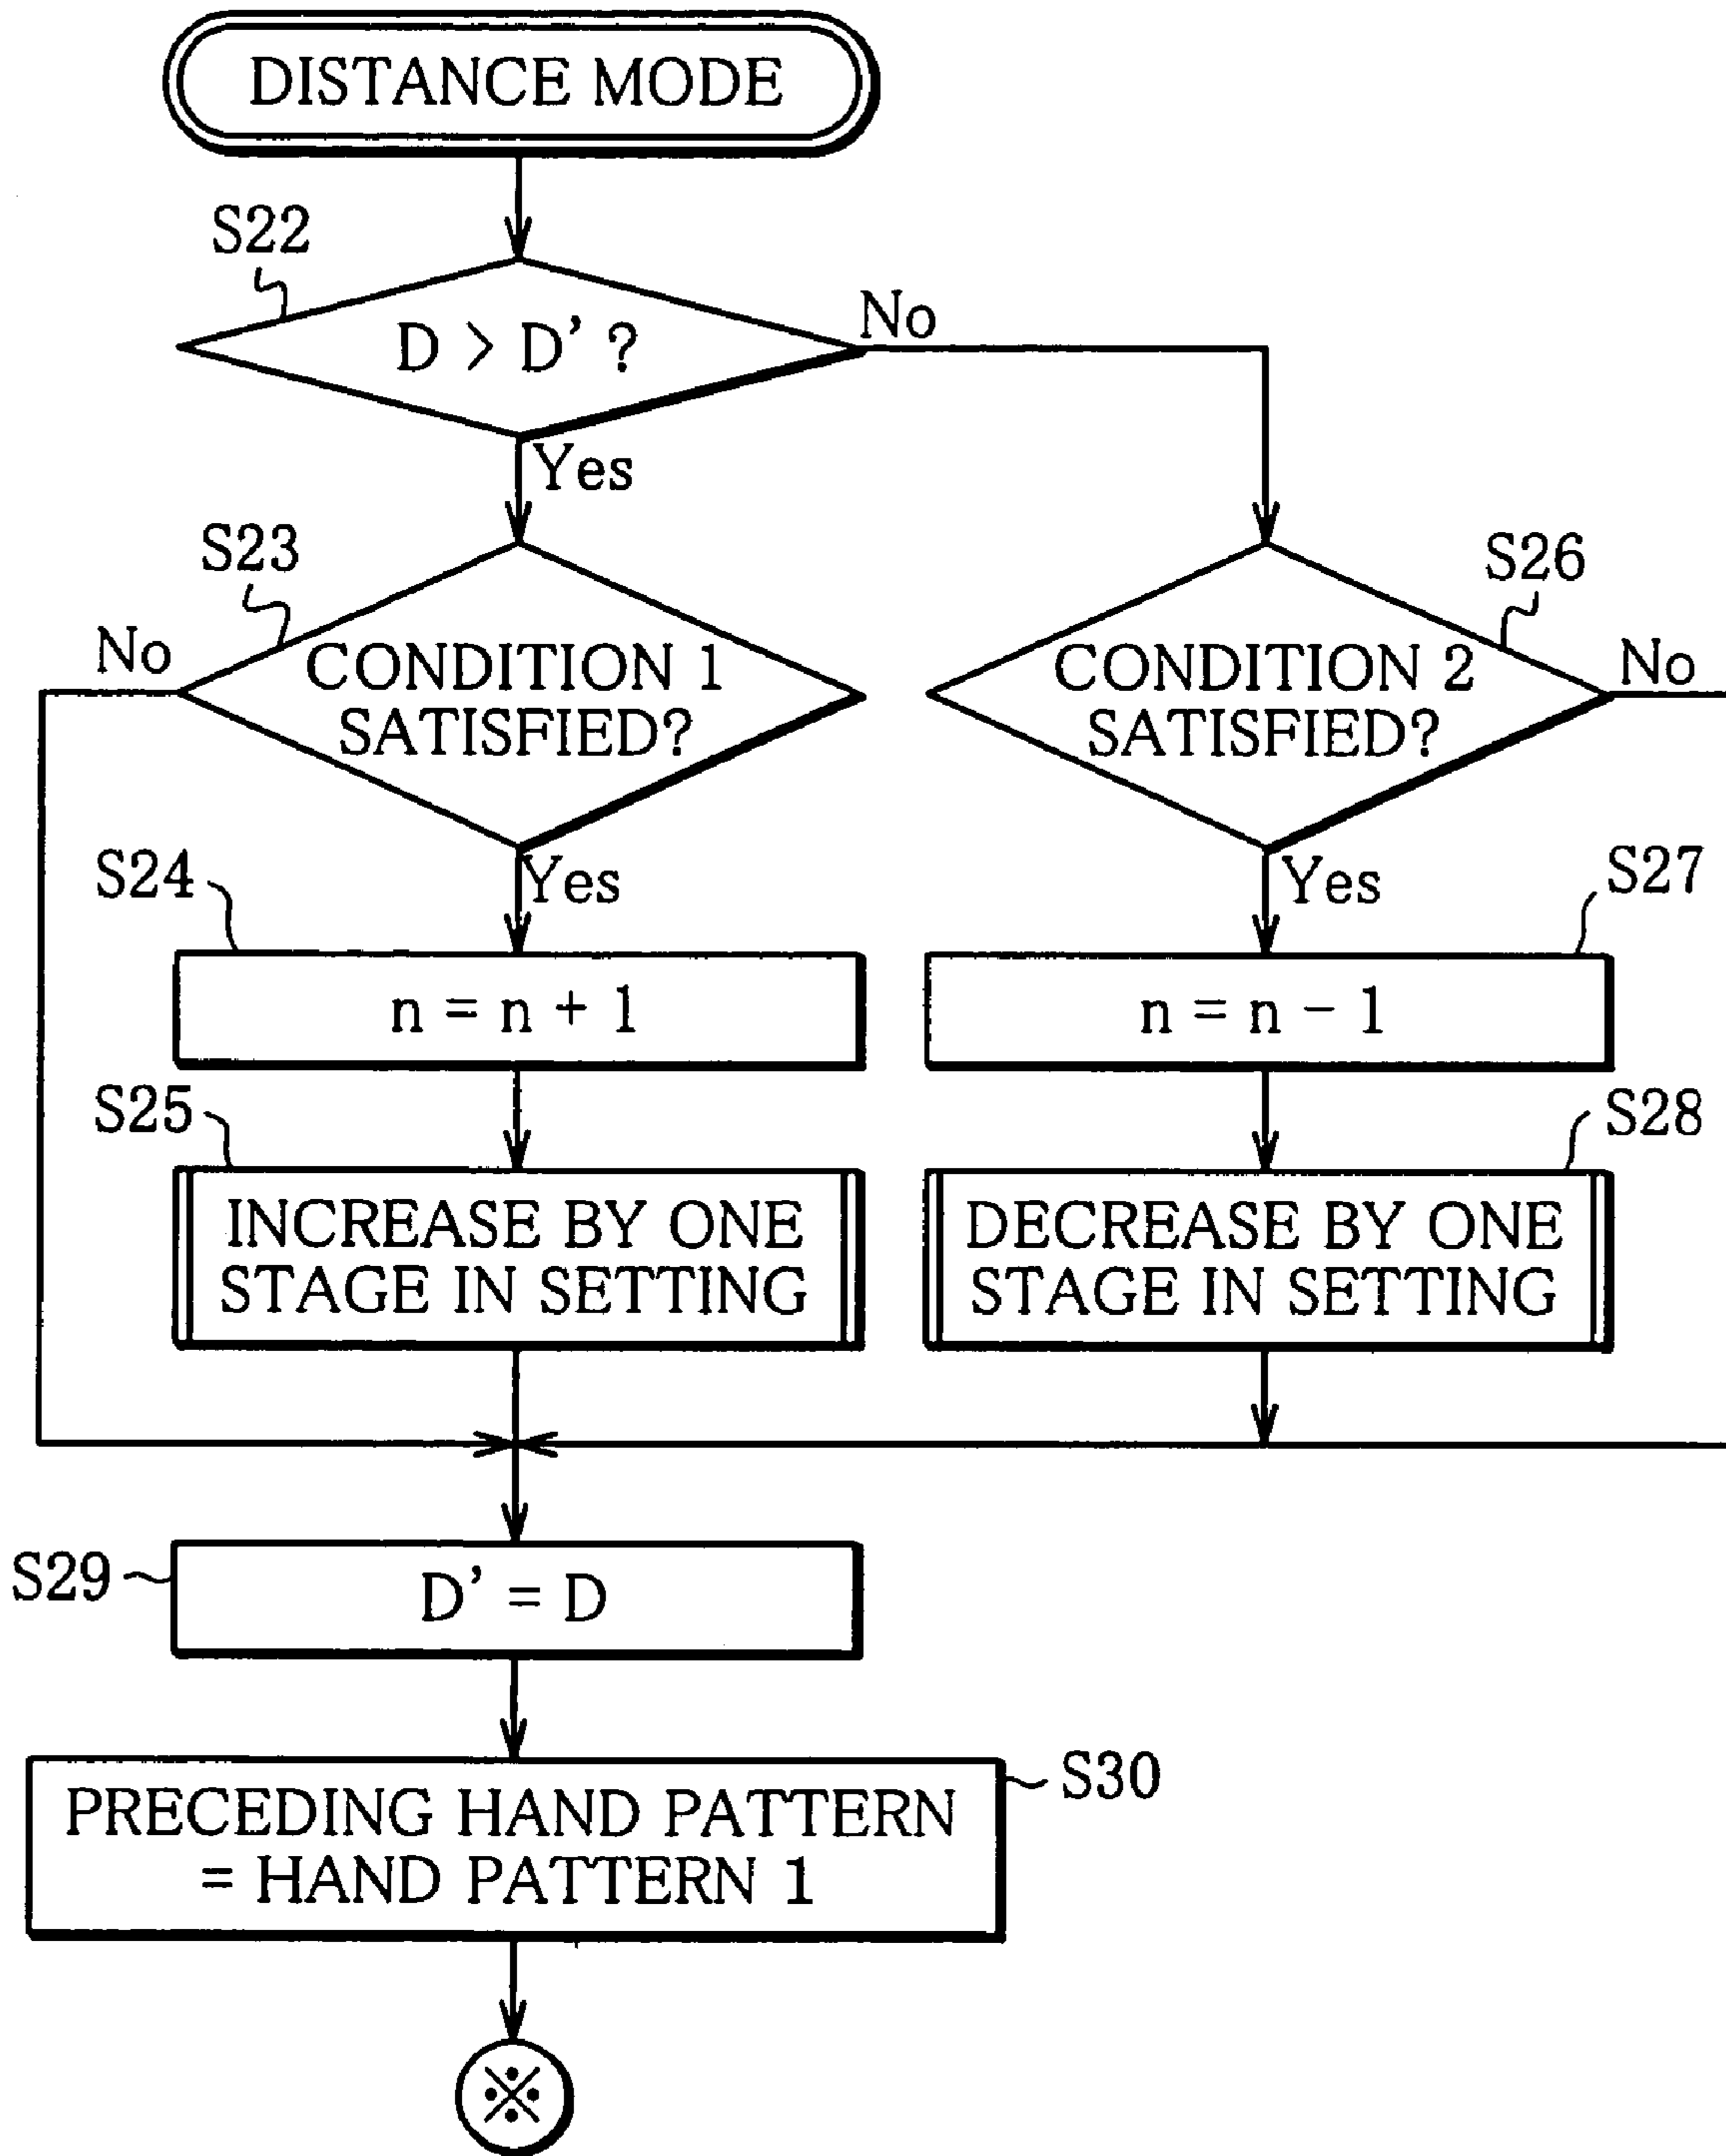 DISTANCE MODE
S22
D > D' ?
No
Yes
S23
No
CONDITION 1
SATISFIED?
S26
CONDITION 2
SATISFIED?
No
S24
Yes
n = n + 1
Yes
S27
n = n - 1
S25
INCREASE BY ONE
STAGE IN SETTING
S28
DECREASE BY ONE
STAGE IN SETTING
S29
D' = D
S30
PRECEDING HAND PATTERN
= HAND PATTERN 1
※